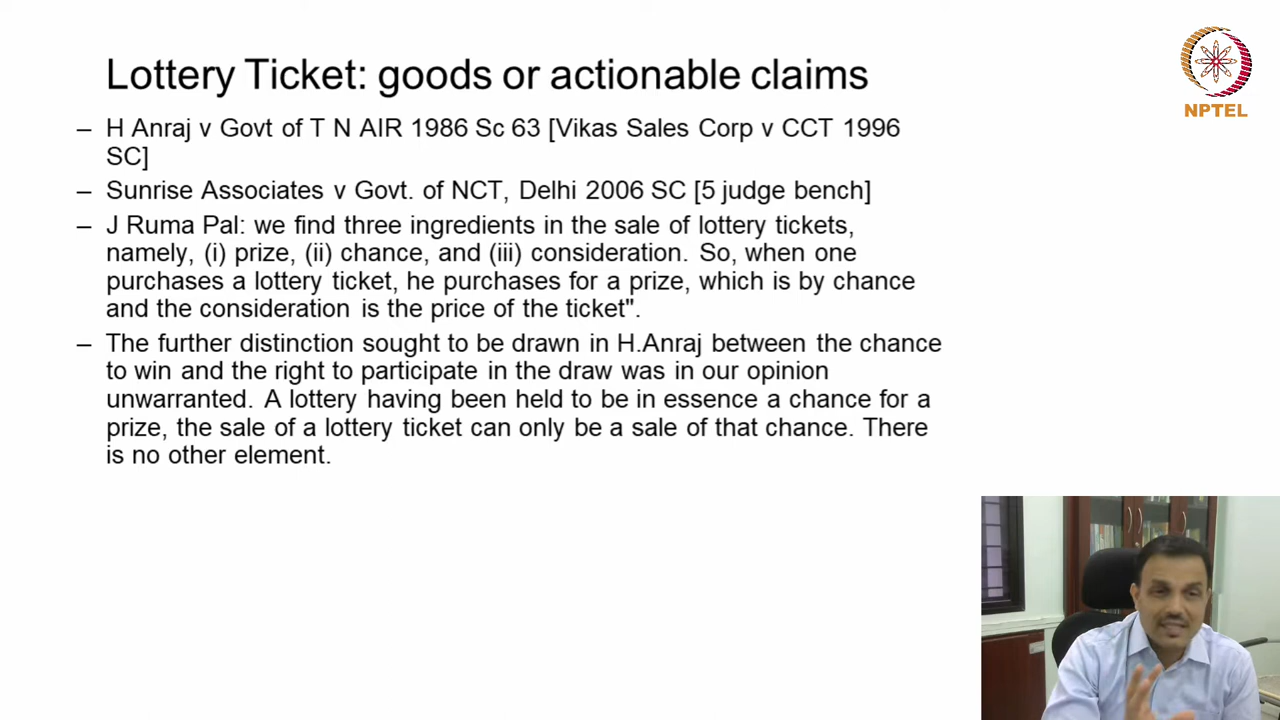 Lottery Ticket: goods or actionable claims
– H Anraj v Govt of T N AIR 1986 Sc 63 [Vikas Sales Corp v CCT 1996
SC]
– Sunrise Associates v Govt. of NCT, Delhi 2006 SC [5 judge bench]
– J Ruma Pal: we find three ingredients in the sale of lottery tickets,
namely, (i) prize, (ii) chance, and (iii) consideration. So, when one
purchases a lottery ticket, he purchases for a prize, which is by chance
and the consideration is the price of the ticket".
– The further distinction sought to be drawn in H.Anraj between the chance
to win and the right to participate in the draw was in our opinion
unwarranted. A lottery having been held to be in essence a chance for a
prize, the sale of a lottery ticket can only be a sale of that chance. There
is no other element.
NPTEL